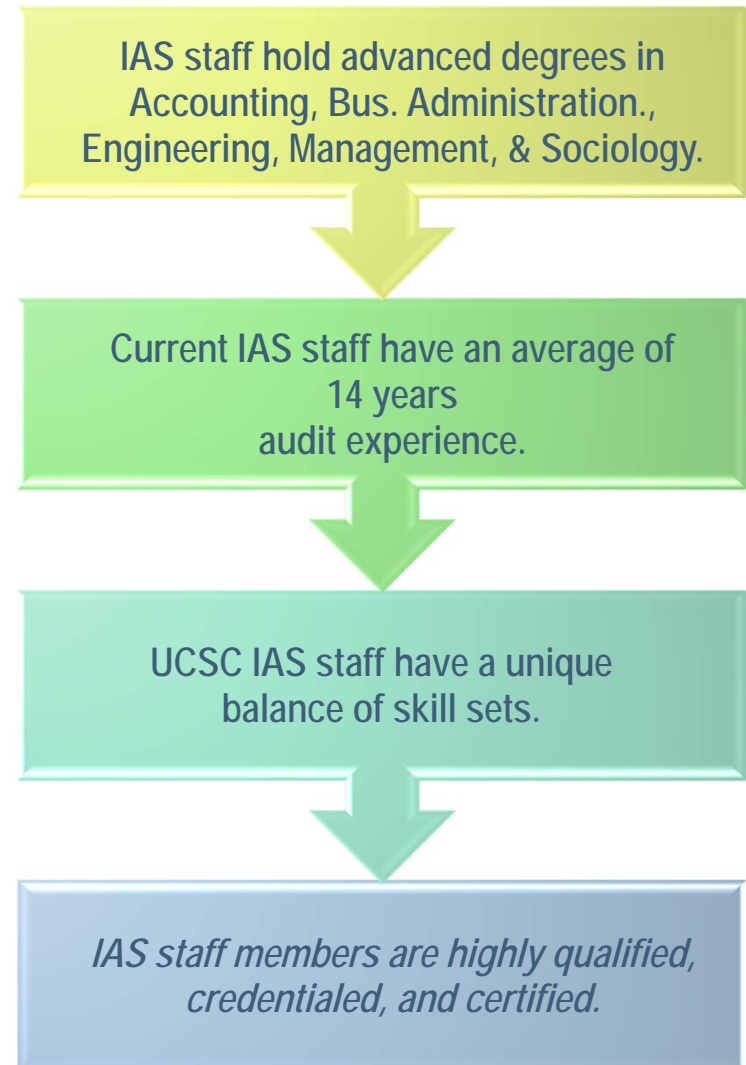 IAS staff hold advanced degrees in
Accounting, Bus. Administration.,
Engineering, Management, & Sociology.
Current IAS staff have an average of
14 years
audit experience.
UCSC IAS staff have a unique
balance of skill sets.
IAS staff members are highly qualified,
credentialed, and certified.